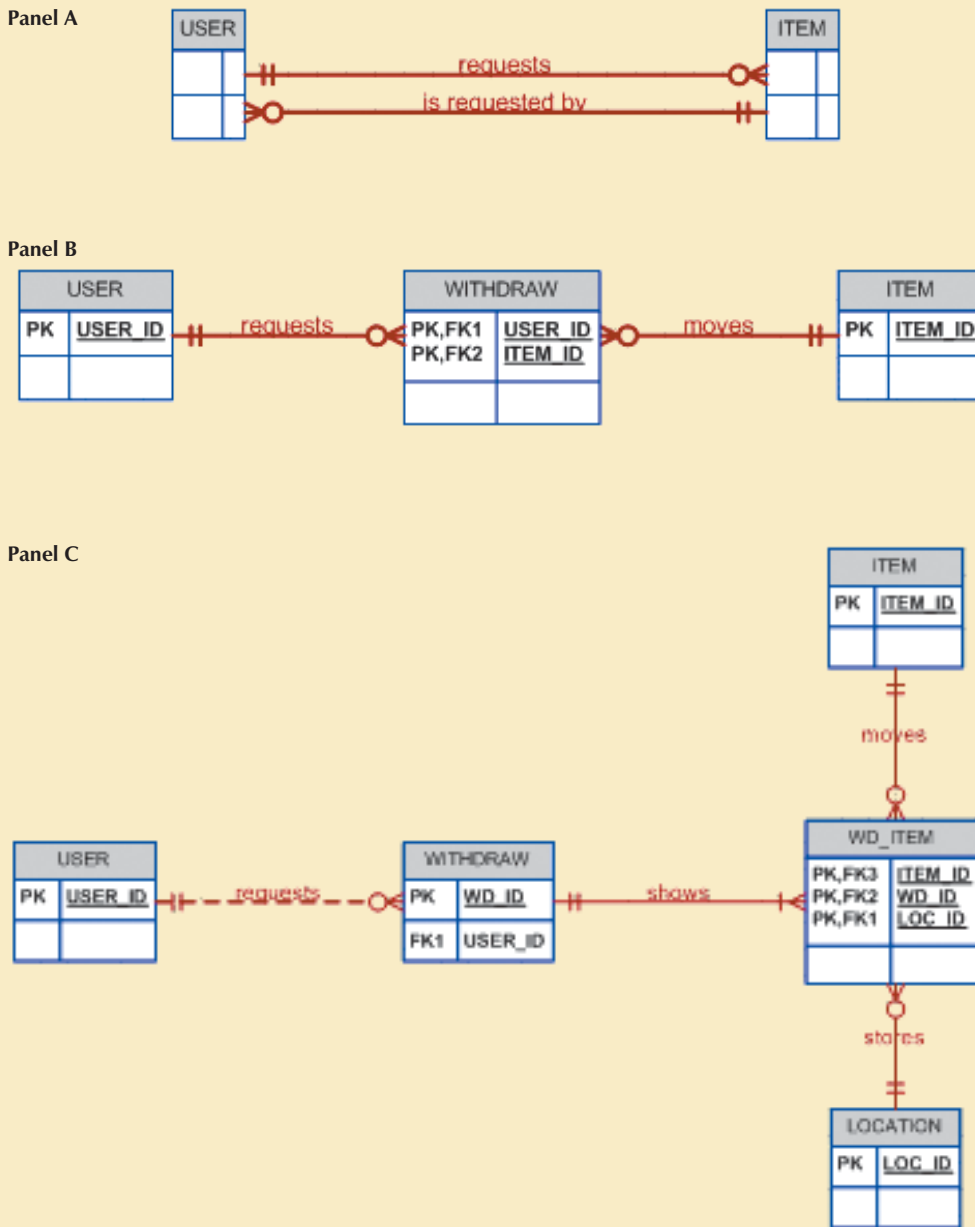 Panel A
USER
ITEM
requests
is requested by
Panel B
USER
WITHDRAW
ITEM
PK USER_ID
requests
PK,FK1 USER_ID
PK,FK2 ITEM_ID
moves
PK ITEM_ID
Panel C
ITEM
PK ITEM_ID
moves
WD_ITEM
PK,FK3 ITEM_ID
PK,FK2 WD_ID
PK,FK1 LOC_ID
USER
PK USER_ID
requests
WITHDRAW
PK WD_ID
FK1 USER_ID
shows
stores
LOCATION
PK LOC_ID